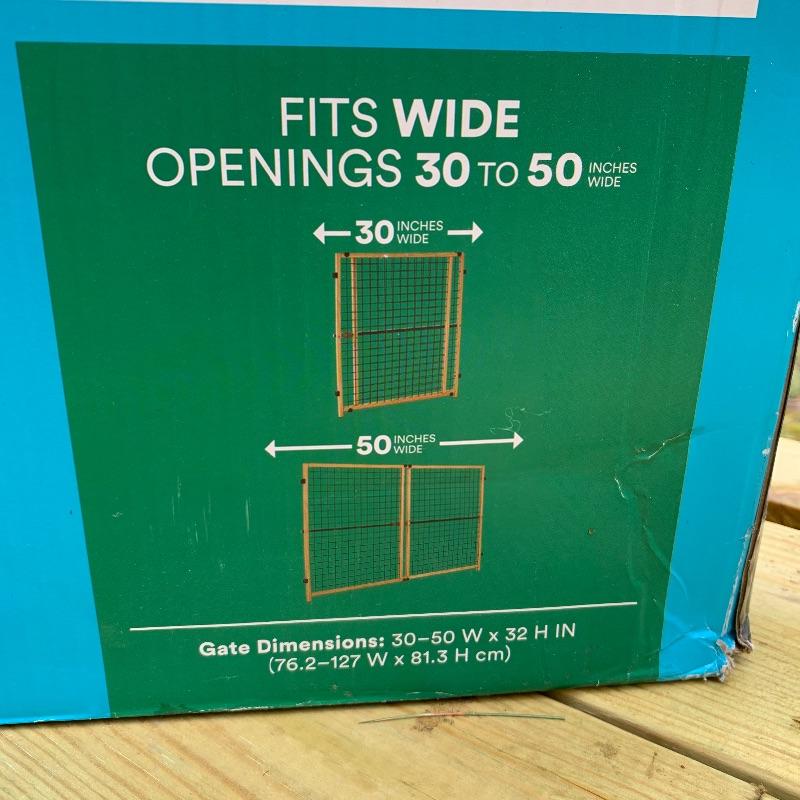 FITS WIDE
OPENINGS 30 TO 50 INCHES WIDE
30 INCHES WIDE
50 INCHES WIDE
Gate Dimensions: 30–50 W x 32 H IN
(76.2–127 W x 81.3 H cm)